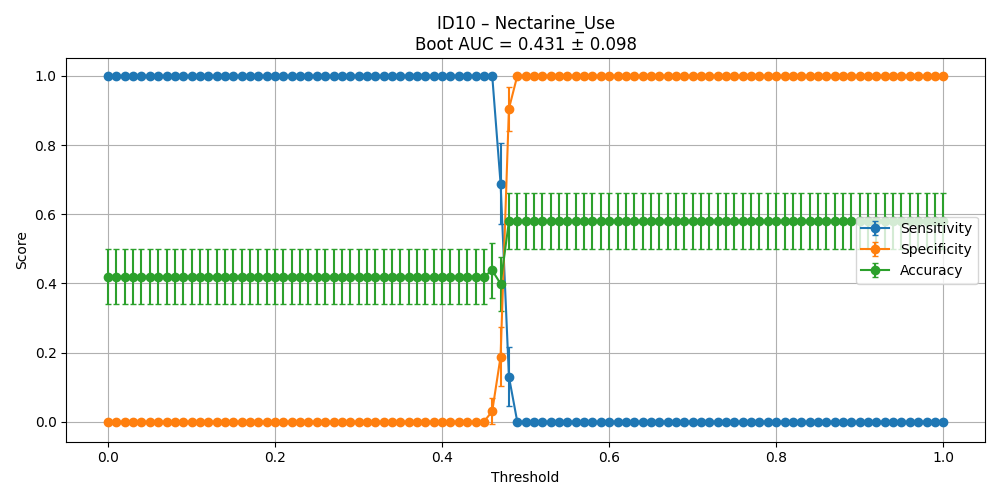 ID10 – Nectarine_Use
Boot AUC = 0.431 ± 0.098
1.0
0.8
0.6
0.4
0.2
0.0
Score
Sensitivity
Specificity
Accuracy
0.0
0.2
0.4
0.6
0.8
1.0
Threshold